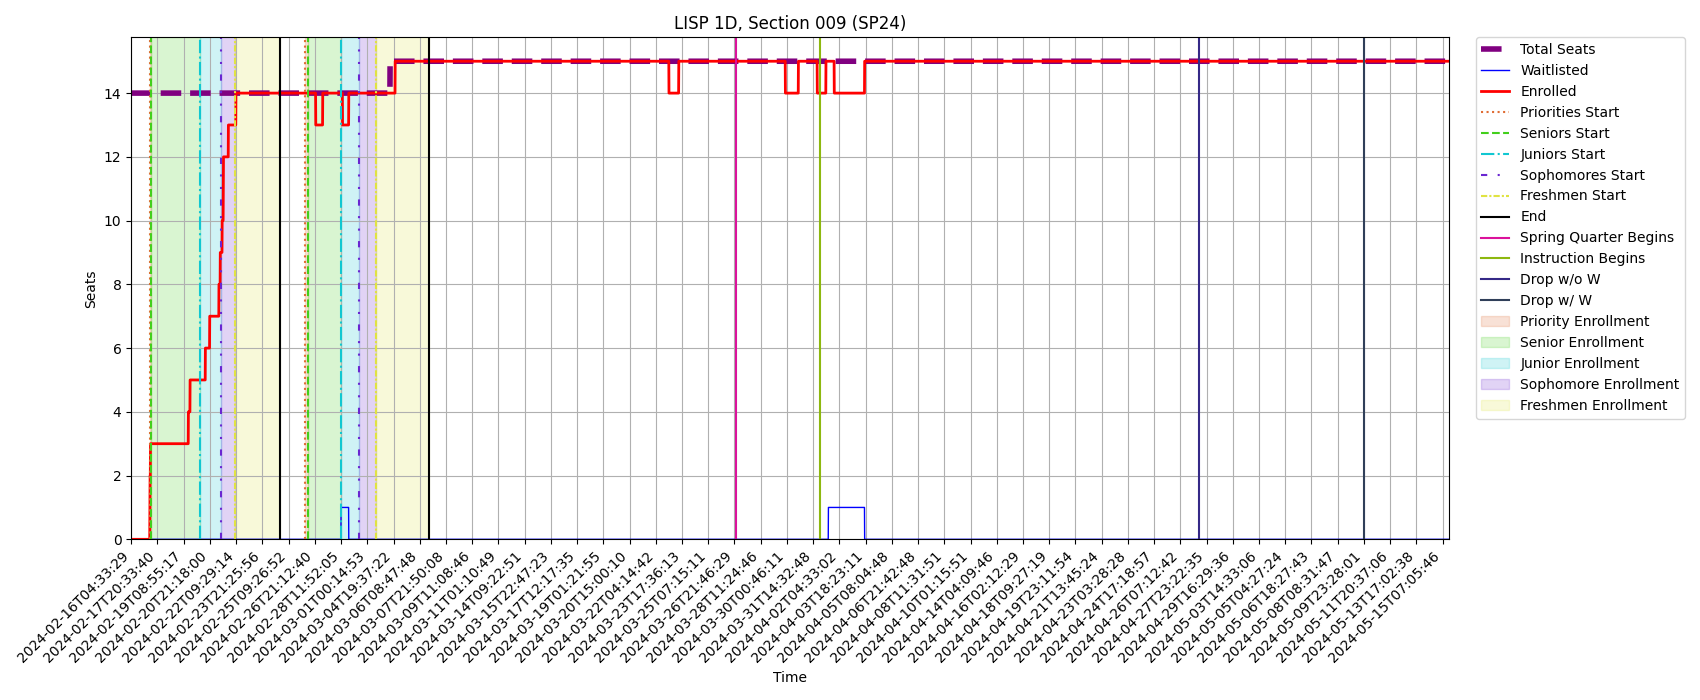 LISP 1D, Section 009 (SP24)
Seats
14
12
10
8
6
4
2
0
2024-02-16T04:33:29
2024-02-17T20:33:40
2024-02-19T08:55:17
2024-02-20T21:18:00
2024-02-22T09:29:14
2024-02-23T21:25:56
2024-02-25T09:26:52
2024-02-26T21:12:40
2024-02-28T11:52:05
2024-03-01T00:14:53
2024-03-04T19:37:22
2024-03-06T08:47:48
2024-03-07T21:50:08
2024-03-09T11:08:46
2024-03-11T01:10:49
2024-03-14T09:22:51
2024-03-15T22:47:23
2024-03-17T12:17:35
2024-03-19T01:21:55
2024-03-20T15:00:10
2024-03-22T04:14:42
2024-03-23T17:36:13
2024-03-25T07:15:11
2024-03-26T21:46:29
2024-03-28T11:24:46
2024-03-30T00:46:11
2024-03-31T14:32:48
2024-04-02T04:33:02
2024-04-03T18:23:11
2024-04-05T08:04:48
2024-04-06T21:42:48
2024-04-08T11:31:51
2024-04-10T01:15:51
2024-04-14T04:09:46
2024-04-16T02:12:29
2024-04-18T09:27:19
2024-04-19T23:11:54
2024-04-21T13:45:24
2024-04-23T03:28:28
2024-04-24T17:18:57
2024-04-26T07:12:42
2024-04-27T23:22:35
2024-04-29T16:29:36
2024-05-03T14:33:06
2024-05-05T04:27:24
2024-05-06T18:27:43
2024-05-08T08:31:47
2024-05-09T23:28:01
2024-05-11T20:37:06
2024-05-13T17:02:38
2024-05-15T07:05:46
Time
Total Seats
Waitlisted
Enrolled
Priorities Start
Seniors Start
Juniors Start
Sophomores Start
Freshmen Start
End
Spring Quarter Begins
Instruction Begins
Drop w/o W
Drop w/ W
Priority Enrollment
Senior Enrollment
Junior Enrollment
Sophomore Enrollment
Freshmen Enrollment